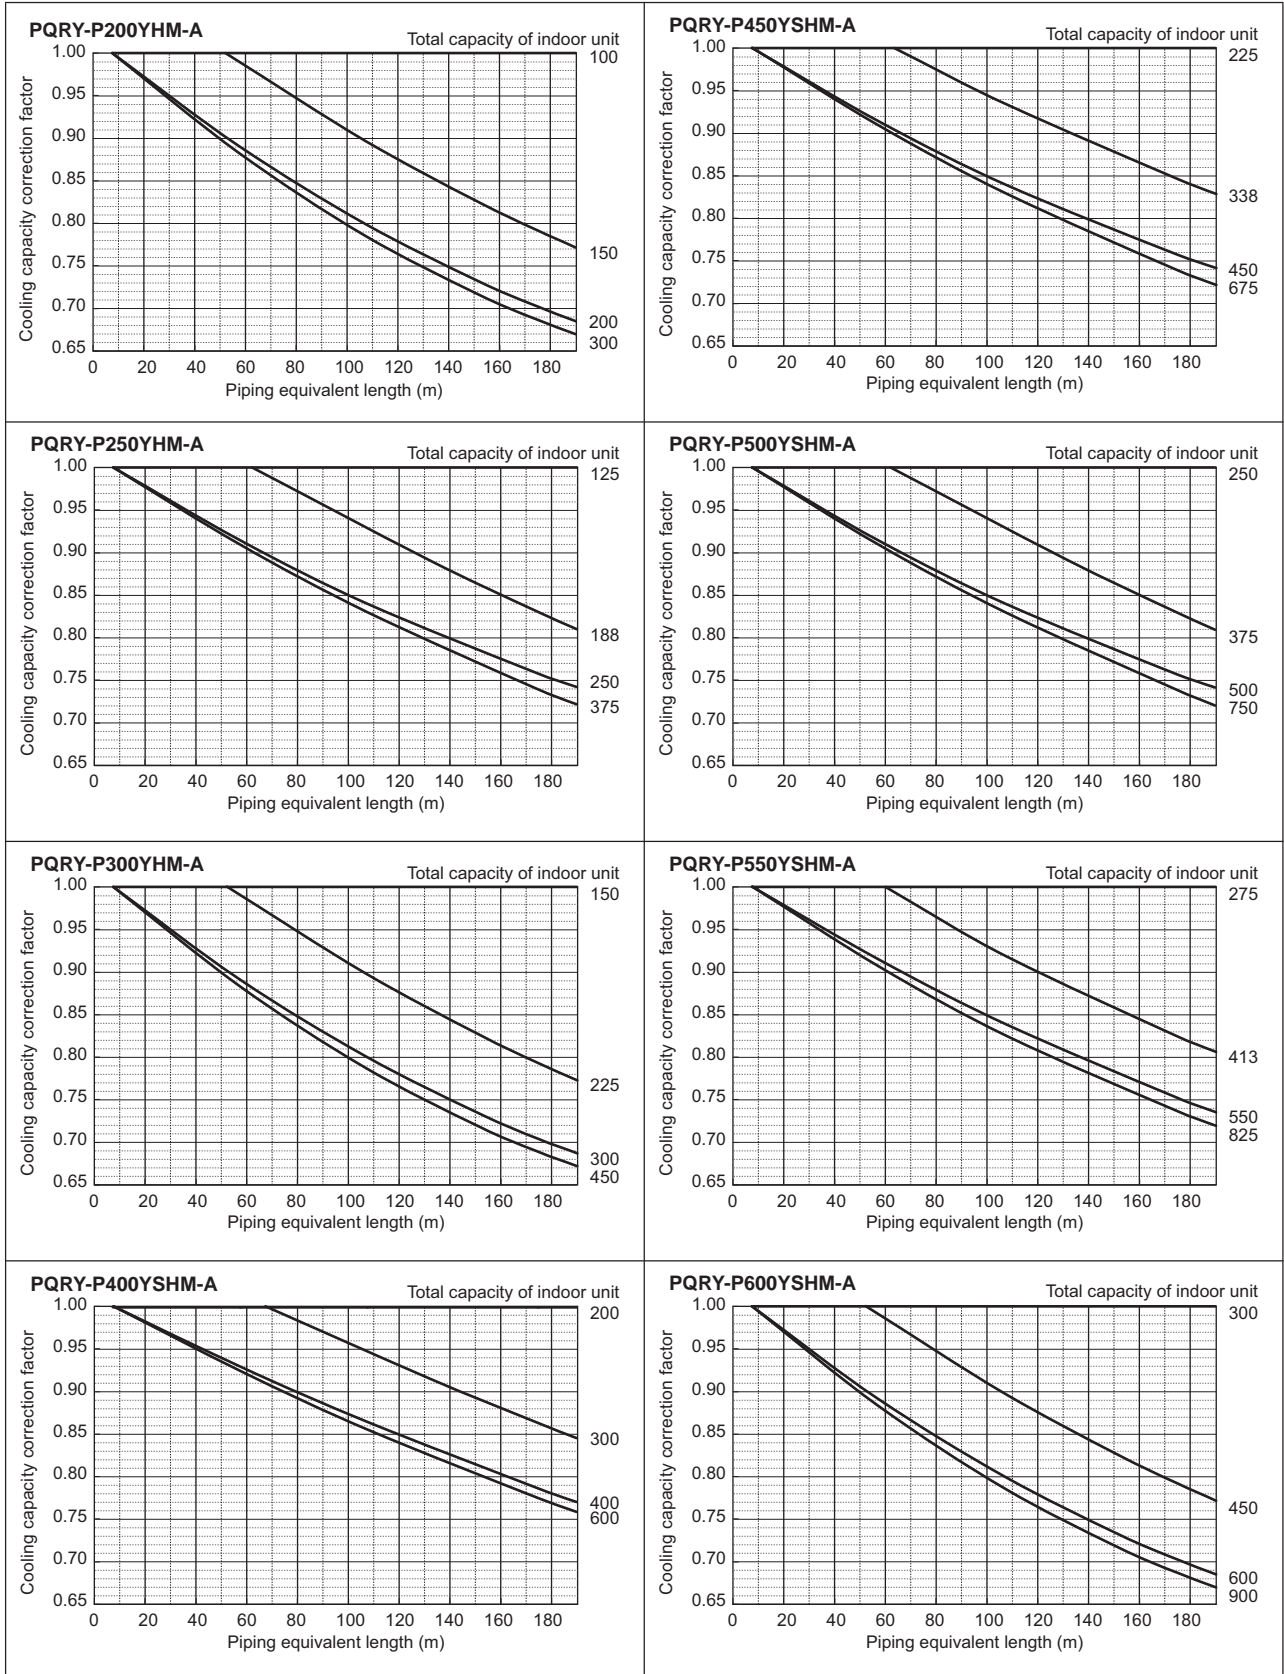 PQRY-P200YHM-A
Total capacity of indoor unit
Cooling capacity correction factor
1.00
0.95
0.90
0.85
0.80
0.75
0.70
0.65
0 20 40 60 80 100 120 140 160 180
Piping equivalent length (m)
100
150
200
300
PQRY-P450YSHM-A
Total capacity of indoor unit
Cooling capacity correction factor
1.00
0.95
0.90
0.85
0.80
0.75
0.70
0.65
0 20 40 60 80 100 120 140 160 180
Piping equivalent length (m)
225
338
450
675
PQRY-P250YHM-A
Total capacity of indoor unit
Cooling capacity correction factor
1.00
0.95
0.90
0.85
0.80
0.75
0.70
0.65
0 20 40 60 80 100 120 140 160 180
Piping equivalent length (m)
125
188
250
375
PQRY-P500YSHM-A
Total capacity of indoor unit
Cooling capacity correction factor
1.00
0.95
0.90
0.85
0.80
0.75
0.70
0.65
0 20 40 60 80 100 120 140 160 180
Piping equivalent length (m)
250
375
500
750
PQRY-P300YHM-A
Total capacity of indoor unit
Cooling capacity correction factor
1.00
0.95
0.90
0.85
0.80
0.75
0.70
0.65
0 20 40 60 80 100 120 140 160 180
Piping equivalent length (m)
150
225
300
450
PQRY-P550YSHM-A
Total capacity of indoor unit
Cooling capacity correction factor
1.00
0.95
0.90
0.85
0.80
0.75
0.70
0.65
0 20 40 60 80 100 120 140 160 180
Piping equivalent length (m)
275
413
550
825
PQRY-P400YSHM-A
Total capacity of indoor unit
Cooling capacity correction factor
1.00
0.95
0.90
0.85
0.80
0.75
0.70
0.65
0 20 40 60 80 100 120 140 160 180
Piping equivalent length (m)
200
300
400
600
PQRY-P600YSHM-A
Total capacity of indoor unit
Cooling capacity correction factor
1.00
0.95
0.90
0.85
0.80
0.75
0.70
0.65
0 20 40 60 80 100 120 140 160 180
Piping equivalent length (m)
300
450
600
900